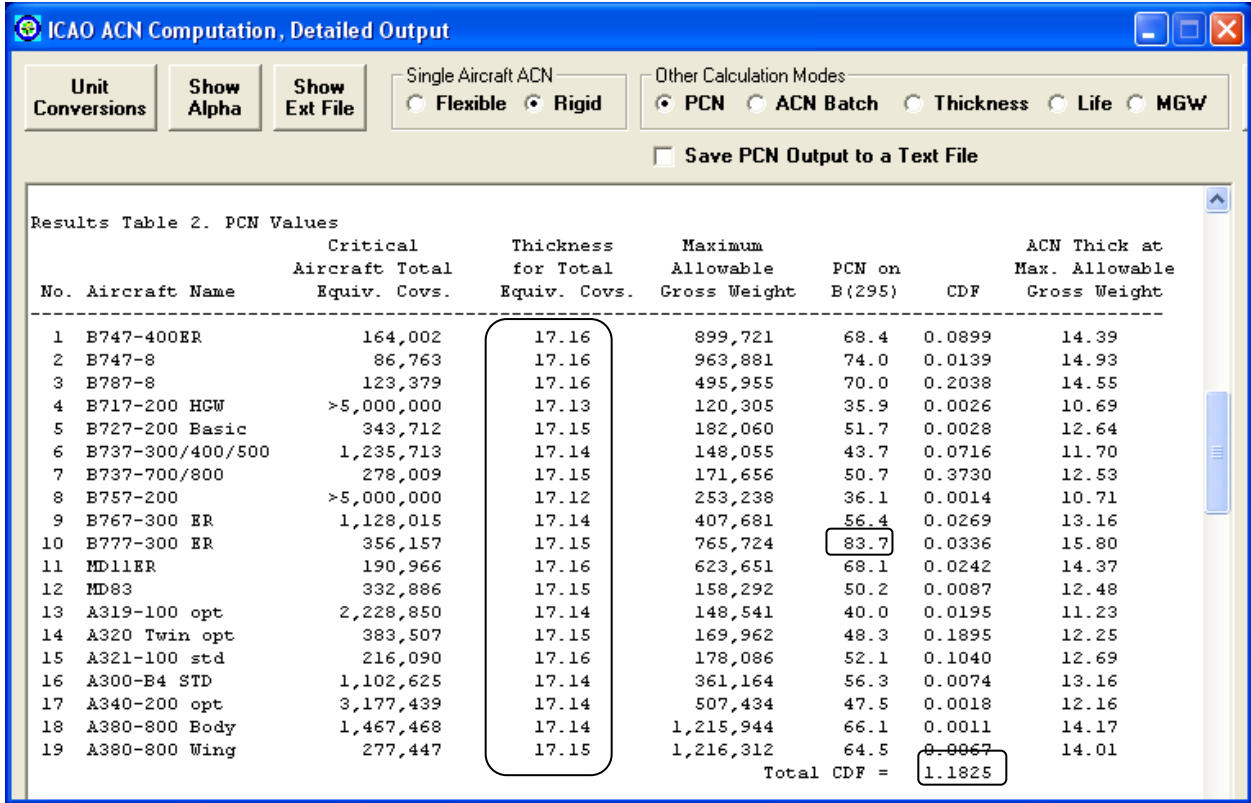 ICAO ACN Computation, Detailed Output
Unit Conversions
Show Alpha
Show Ext File
Single Aircraft ACN
Flexible Rigid
Other Calculation Modes
PCN ACN Batch Thickness Life MGW
Save PCN Output to a Text File
Results Table 2. PCN Values
Critical Thickness Maximum ACN Thick at
Aircraft Total for Total Allowable PCN on Max. Allowable
No. Aircraft Name Equiv. Covs. Equiv. Covs. Gross Weight B(295) CDF Gross Weight
1 B747-400ER 164,002 17.16 899,721 68.4 0.0899 14.39
2 B747-8 86,763 17.16 963,881 74.0 0.0139 14.93
3 B787-8 123,379 17.16 495,955 70.0 0.2038 14.55
4 B717-200 HGW >5,000,000 17.13 120,305 35.9 0.0026 10.69
5 B727-200 Basic 343,712 17.15 182,060 51.7 0.0028 12.64
6 B737-300/400/500 1,235,713 17.14 148,055 43.7 0.0716 11.70
7 B737-700/800 278,009 17.15 171,656 50.7 0.3730 12.53
8 B757-200 >5,000,000 17.12 253,238 36.1 0.0014 10.71
9 B767-300 ER 1,128,015 17.14 407,681 56.4 0.0269 13.16
10 B777-300 ER 356,157 17.15 765,724 83.7 0.0336 15.80
11 MD11ER 190,966 17.16 623,651 68.1 0.0242 14.37
12 MD83 332,886 17.15 158,292 50.2 0.0087 12.48
13 A319-100 opt 2,228,850 17.14 148,541 40.0 0.0195 11.23
14 A320 Twin opt 383,507 17.15 169,962 48.3 0.1895 12.25
15 A321-100 std 216,090 17.16 178,086 52.1 0.1040 12.69
16 A300-B4 STD 1,102,625 17.14 361,164 56.3 0.0074 13.16
17 A340-200 opt 3,177,439 17.14 507,434 47.5 0.0018 12.16
18 A380-800 Body 1,467,468 17.14 1,215,944 66.1 0.0011 14.17
19 A380-800 Wing 277,447 17.15 1,216,312 64.5 0.0067 14.01
Total CDF = 1.1825